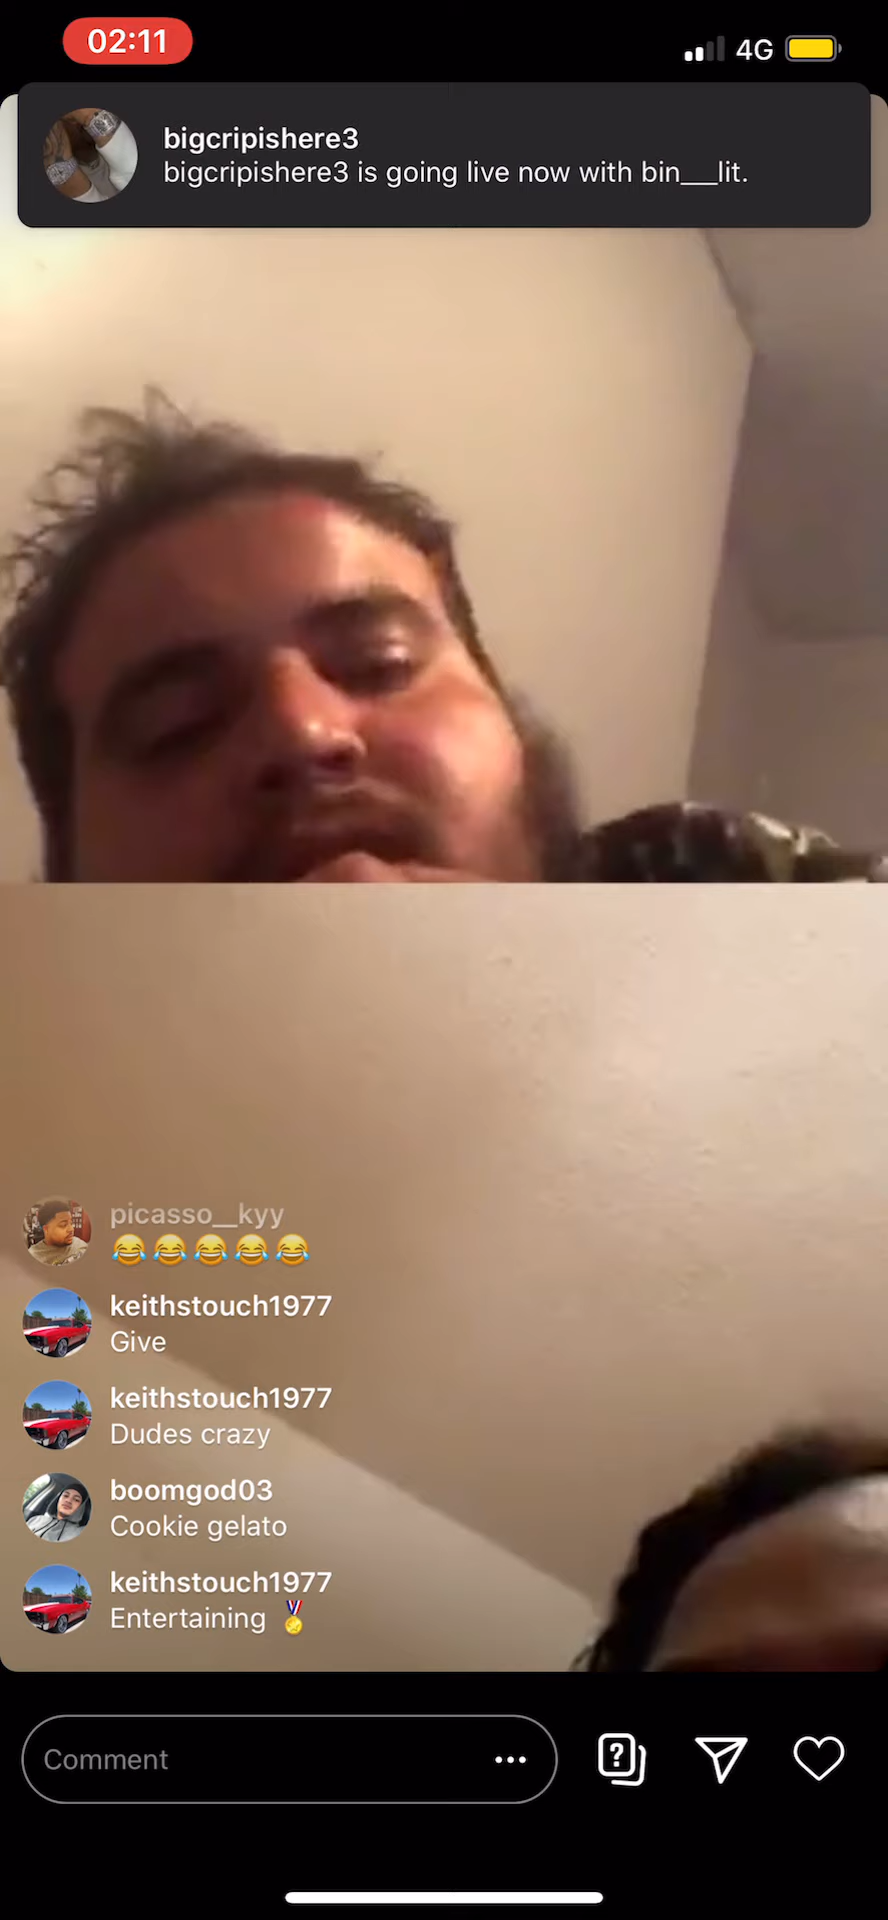 02:11
4G
bigcripishere3
bigcripishere3 is going live now with bin___lit.
picasso__kyy
😂😂😂😂😂
keithstouch1977
Give
keithstouch1977
Dudes crazy
boomgod03
Cookie gelato
keithstouch1977
Entertaining 🏅
Comment